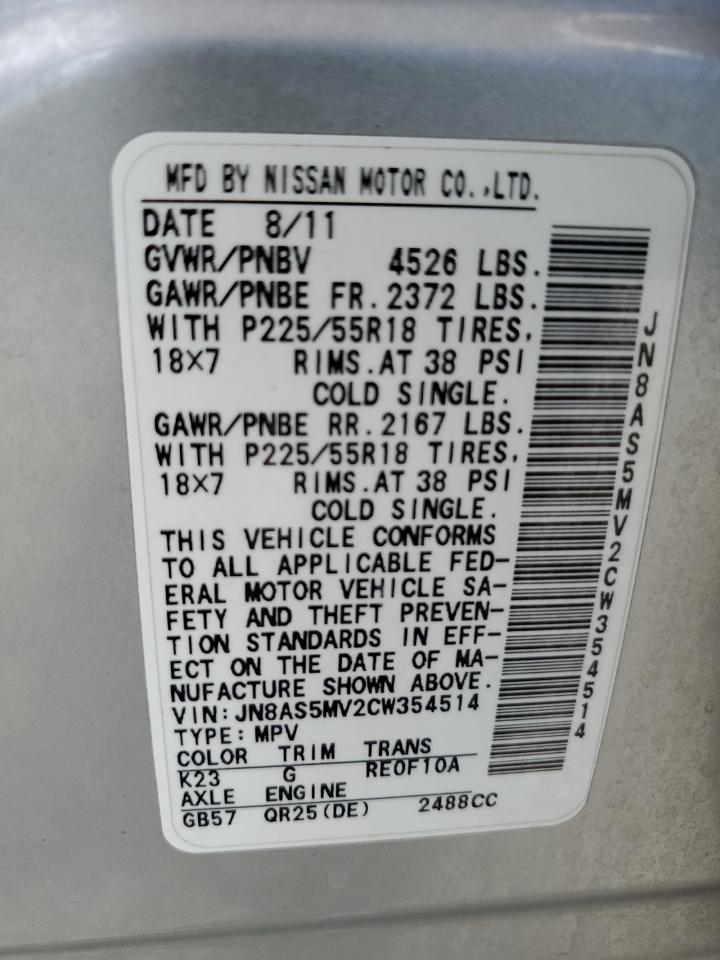 MFD BY NISSAN MOTOR CO.,LTD.
DATE 8/11
GVWR/PNBV 4526 LBS.
GAWR/PNBE FR.2372 LBS.
WITH P225/55R18 TIRES,
18×7 RIMS.AT 38 PSI
COLD SINGLE.
GAWR/PNBE RR.2167 LBS.
WITH P225/55R18 TIRES,
18×7 RIMS.AT 38 PSI
COLD SINGLE.
THIS VEHICLE CONFORMS
TO ALL APPLICABLE FED-
ERAL MOTOR VEHICLE SA-
FETY AND THEFT PREVEN-
TION STANDARDS IN EFF-
ECT ON THE DATE OF MA-
NUFACTURE SHOWN ABOVE.
VIN:JN8AS5MV2CW354514
TYPE:MPV
COLOR TRIM TRANS
K23 G RE0F10A
AXLE ENGINE
GB57 QR25(DE) 2488CC
JN8AS5MV2CW354514